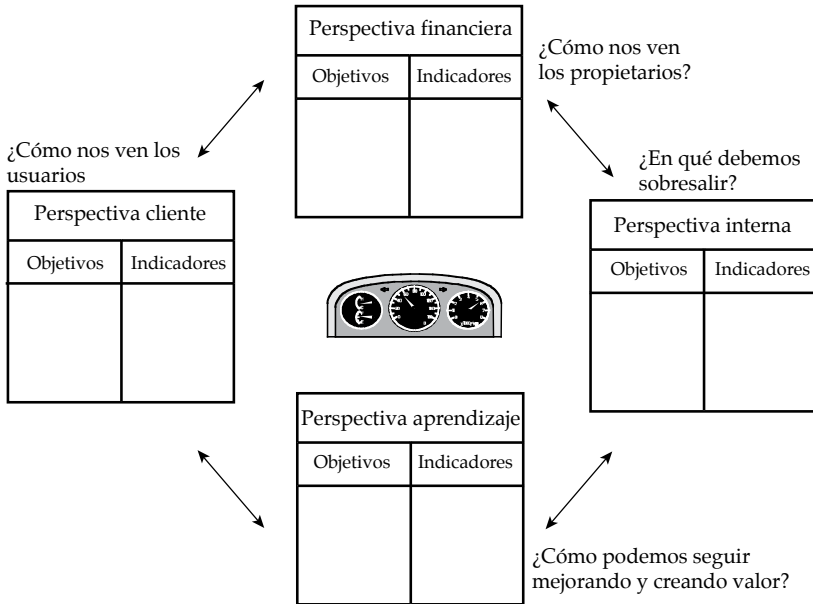 Perspectiva financiera
Objetivos
Indicadores
¿Cómo nos ven
los propietarios?
¿Cómo nos ven los
usuarios
Perspectiva cliente
Objetivos
Indicadores
¿En qué debemos
sobresalir?
Perspectiva interna
Objetivos
Indicadores
Perspectiva aprendizaje
Objetivos
Indicadores
¿Cómo podemos seguir
mejorando y creando valor?